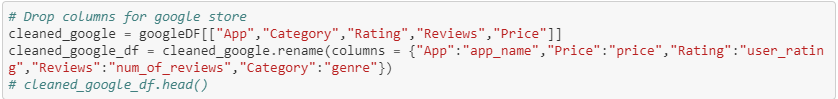 # Drop columns for google store
cleaned_google = googleDF[["App","Category","Rating","Reviews","Price"]]
cleaned_google_df = cleaned_google.rename(columns = {"App":"app_name","Price":"price","Rating":"user_ratin
g","Reviews":"num_of_reviews","Category":"genre"})
# cleaned_google_df.head()